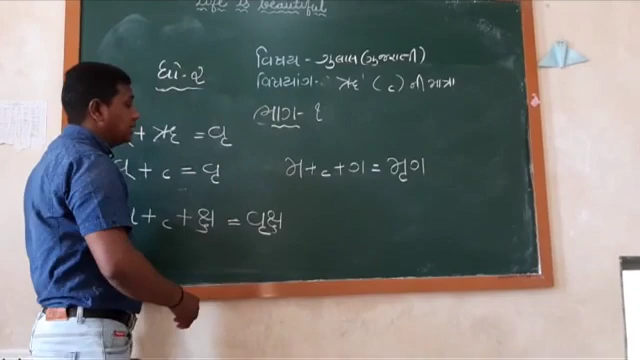 Life is beautiful
ધો-૨
વિષય - ગુલાલ (ગુજરાતી)
વિષયાંગ - ઋ ( ૃ ) ની માત્રા
ભાગ - ૧
+ ઋ = વૃ
+ ૃ = વૃ
મ + ૃ + ગ = મૃગ
+ ૃ + ક્ષ = વૃક્ષ